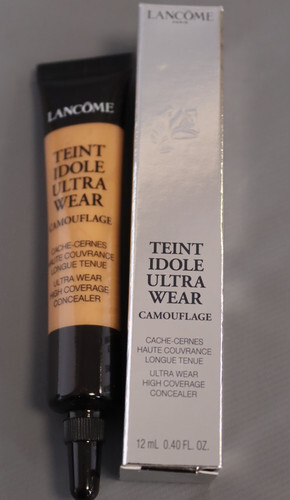 LANCÔME
TEINT
IDOLE
ULTRA
WEAR
CAMOUFLAGE
CACHE-CERNES
HAUTE COUVRANCE
LONGUE TENUE
ULTRA WEAR
HIGH COVERAGE
CONCEALER
LANCÔME
PARIS
TEINT
IDOLE
ULTRA
WEAR
CAMOUFLAGE
CACHE-CERNES
HAUTE COUVRANCE
LONGUE TENUE
ULTRA WEAR
HIGH COVERAGE
CONCEALER
12 mL 0.40 FL. OZ.